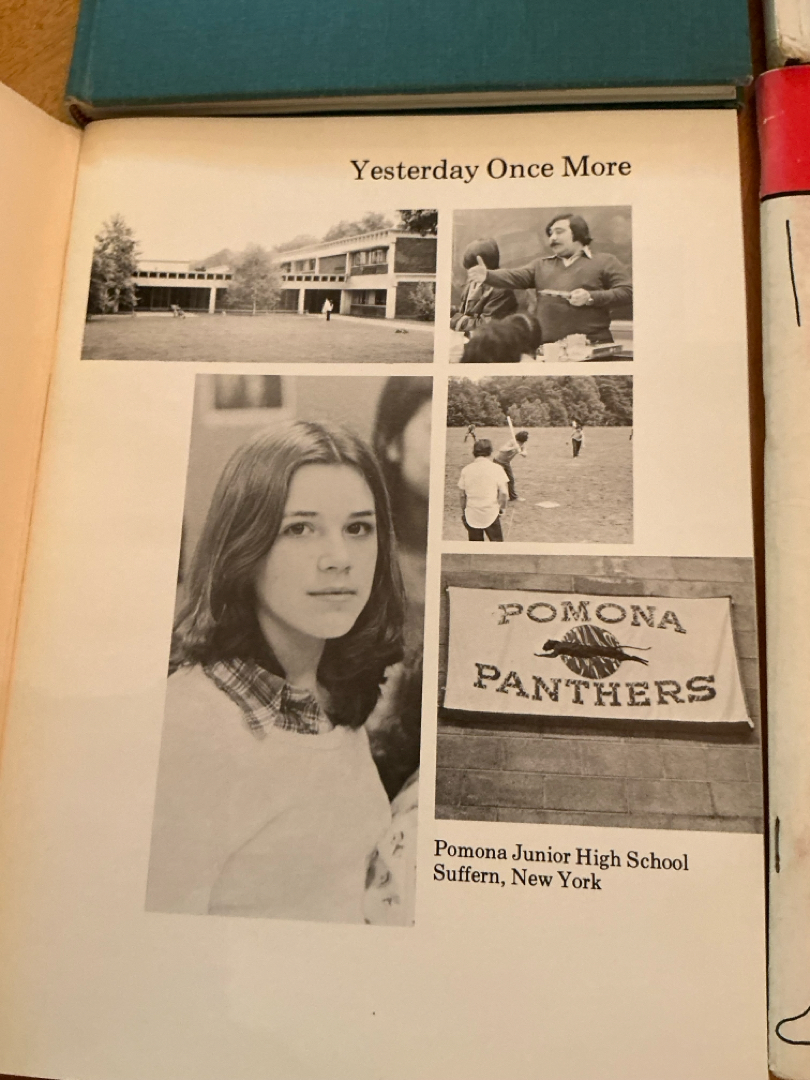 Yesterday Once More
POMONA
PANTHERS
Pomona Junior High School
Suffern, New York